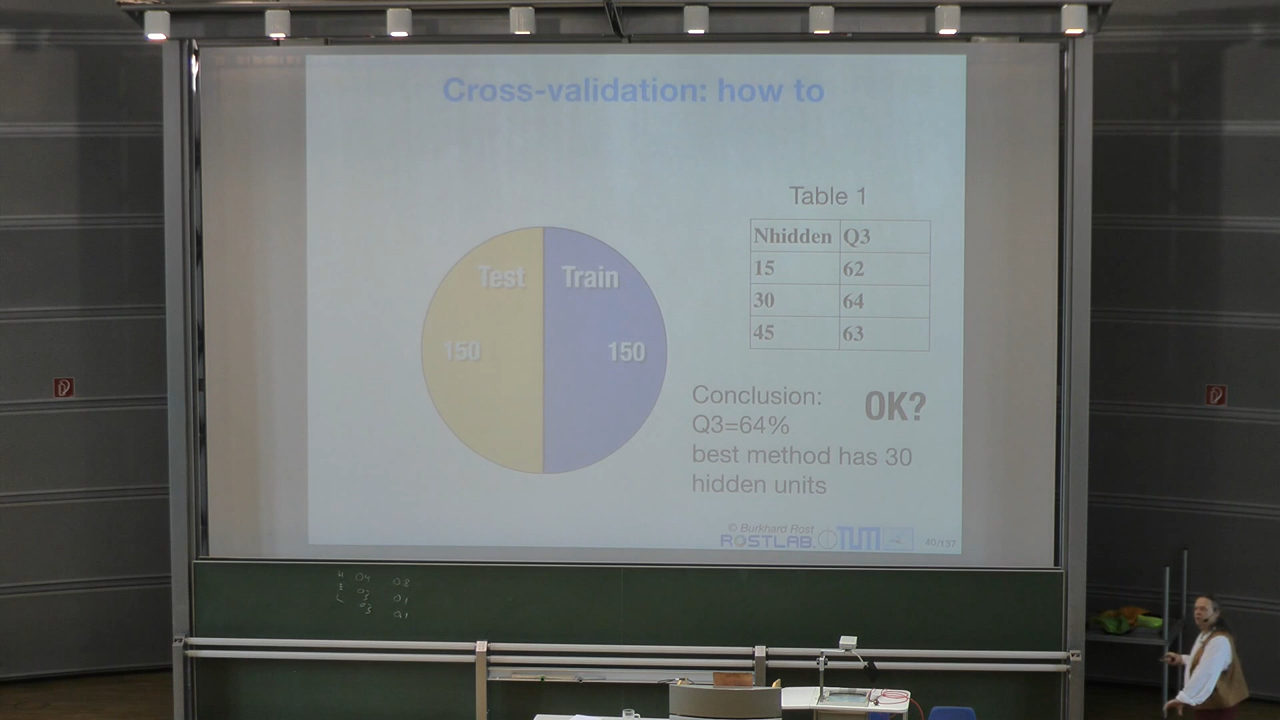 Cross-validation: how to
Table 1
Nhidden Q3
15 62
30 64
45 63
Test Train
150 150
Conclusion:
Q3=64%
best method has 30
hidden units
OK?
© Burkhard Rost
ROSTLAB TUM
40/137